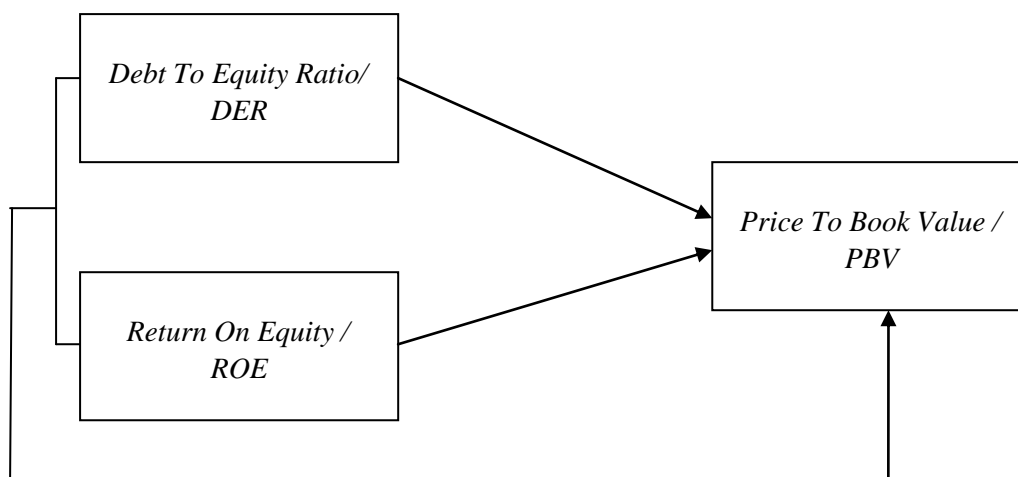 Debt To Equity Ratio/
DER
Price To Book Value /
PBV
Return On Equity /
ROE